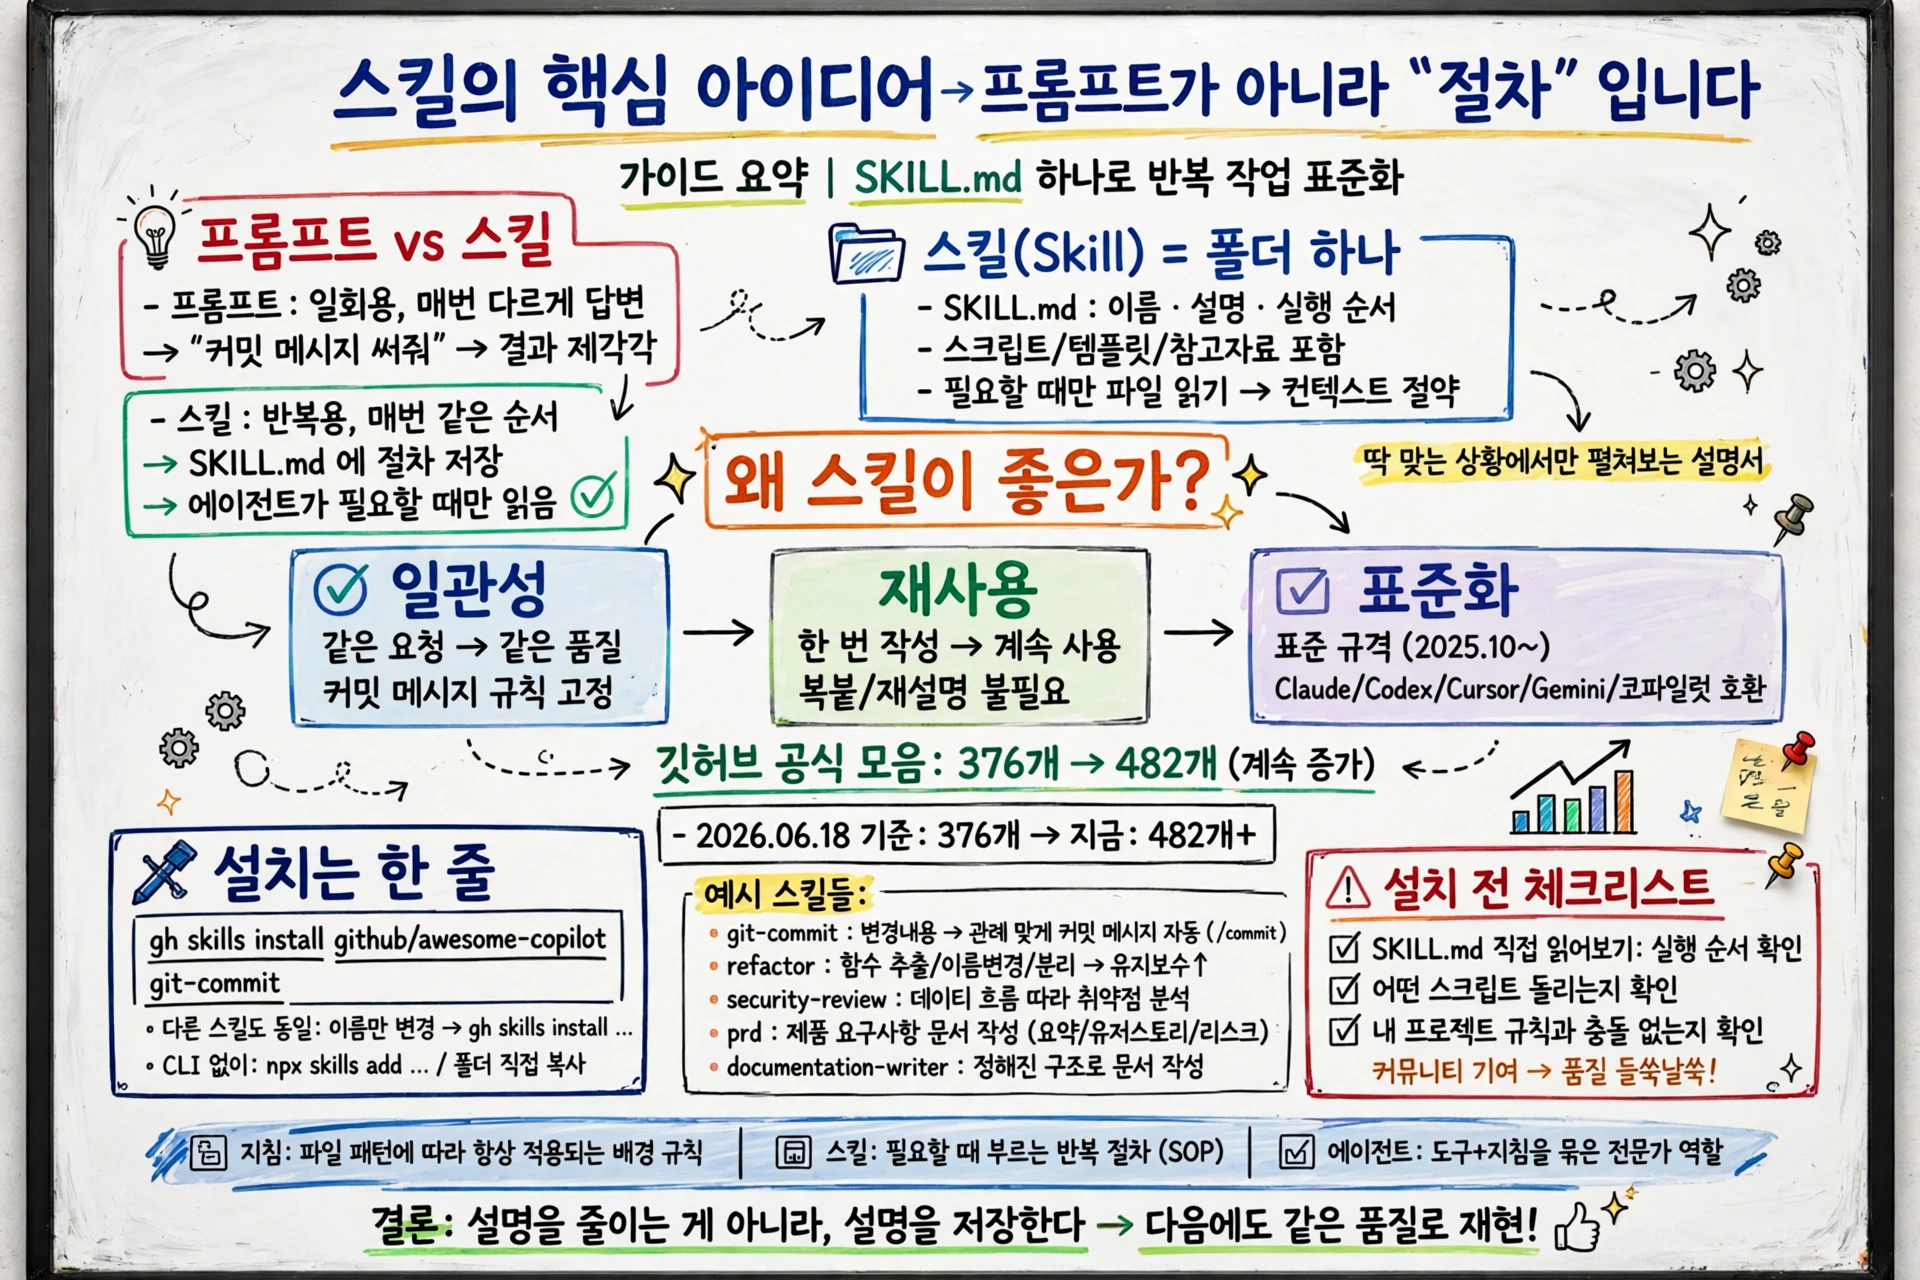 스킬의 핵심 아이디어→프롬프트가 아니라 “절차” 입니다
가이드 요약 | SKILL.md 하나로 반복 작업 표준화
프롬프트 vs 스킬
- 프롬프트 : 일회용, 매번 다르게 답변
→ “커밋 메시지 써줘” → 결과 제각각
- 스킬 : 반복용, 매번 같은 순서
→ SKILL.md 에 절차 저장
→ 에이전트가 필요할 때만 읽음
스킬(Skill) = 폴더 하나
- SKILL.md : 이름 · 설명 · 실행 순서
- 스크립트/템플릿/참고자료 포함
- 필요할 때만 파일 읽기 → 컨텍스트 절약
딱 맞는 상황에서만 펼쳐보는 설명서
왜 스킬이 좋은가?
일관성
같은 요청 → 같은 품질
커밋 메시지 규칙 고정
재사용
한 번 작성 → 계속 사용
복붙/재설명 불필요
표준화
표준 규격 (2025.10~)
Claude/Codex/Cursor/Gemini/코파일럿 호환
깃허브 공식 모음 : 376개 → 482개 (계속 증가)
- 2026.06.18 기준 : 376개 → 지금 : 482개+
설치는 한 줄
gh skills install github/awesome-copilot
git-commit
• 다른 스킬도 동일: 이름만 변경 → gh skills install ...
• CLI 없이: npx skills add ... / 폴더 직접 복사
예시 스킬들:
• git-commit : 변경내용 → 관례 맞게 커밋 메시지 자동 (/commit)
• refactor : 함수 추출/이름변경/분리 → 유지보수↑
• security-review : 데이티 흐름 따라 취약점 분석
• prd : 제품 요구사항 문서 작성 (요약/유저스토리/리스크)
• documentation-writer : 정해진 구조로 문서 작성
설치 전 체크리스트
SKILL.md 직접 읽어보기: 실행 순서 확인
어떤 스크립트 돌리는지 확인
내 프로젝트 규칙과 충돌 없는지 확인
커뮤니티 기여 → 품질 들쑥날쑥!
지침: 파일 패턴에 따라 항상 적용되는 배경 규칙
스킬: 필요할 때 부르는 반복 절차 (SOP)
에이전트: 도구+지침을 묶은 전문가 역할
결론: 설명을 줄이는 게 아니라, 설명을 저장한다 → 다음에도 같은 품질로 재현!